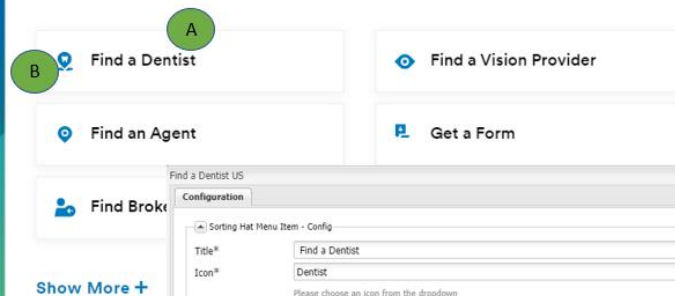 A
B
Find a Dentist
Find a Vision Provider
Find an Agent
Get a Form
Find a Dentist US
Configuration
Find Broke
Sorting Hat Menu Item - Config
Title*
Find a Dentist
Icon*
Dentist
Show More +
Please choose an icon from the dropdown